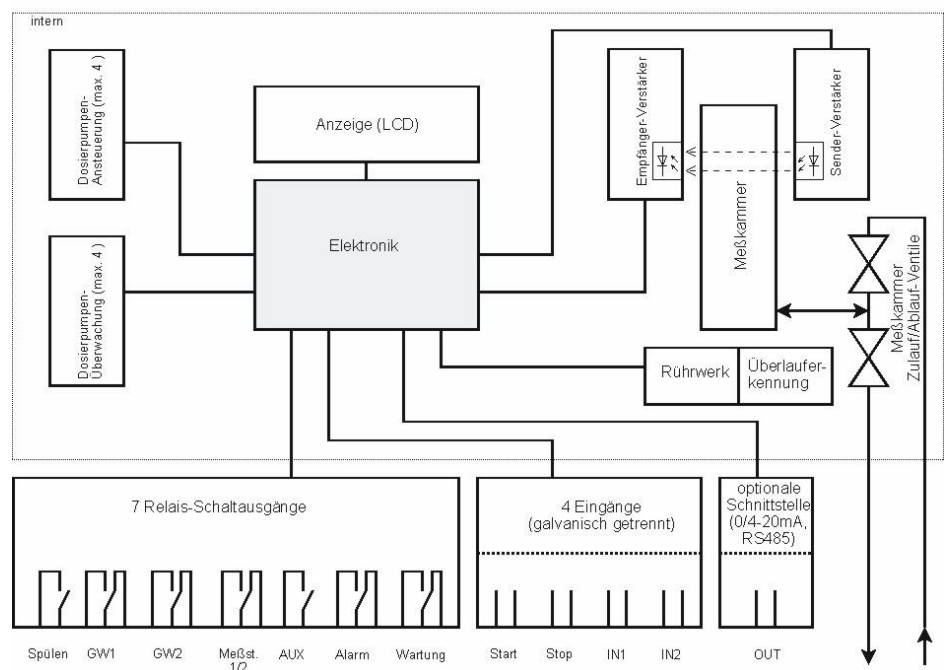 intern
Dosierpumpen-
Ansteuerung (max. 4)
Anzeige (LCD)
Empfänger-Verstärker
Sender-Verstärker
Meßkammer
Elektronik
Dosierpumpen-
Überwachung (max. 4)
Meßkammer
Zulauf/Ablauf-Ventile
Rührwerk
Überlaufer-
kennung
7 Relais-Schaltausgänge
4 Eingänge
(galvanisch getrennt)
optionale
Schnittstelle
(0/4-20mA,
RS485)
Spülen
GW1
GW2
Meßst.
1/2
AUX
Alarm
Wartung
Start
Stop
IN1
IN2
OUT